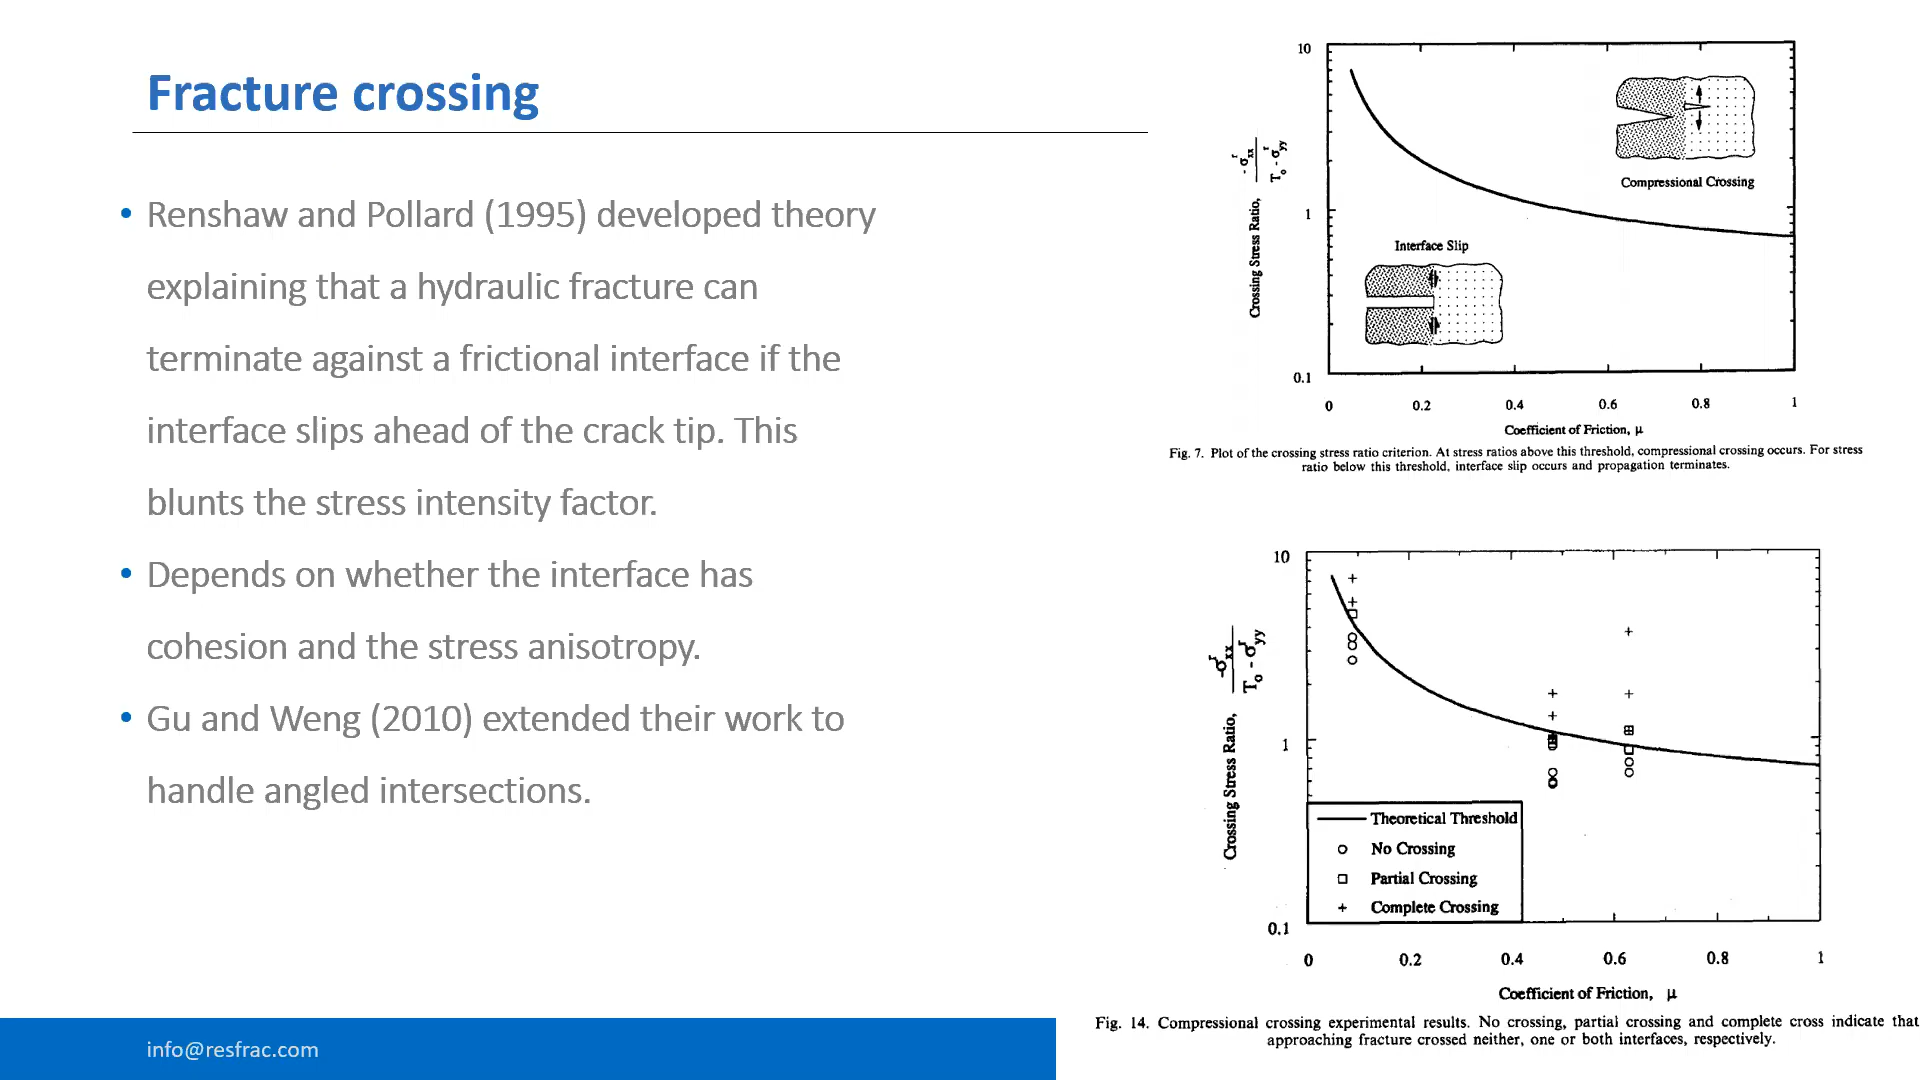 Fracture crossing
• Renshaw and Pollard (1995) developed theory
explaining that a hydraulic fracture can
terminate against a frictional interface if the
interface slips ahead of the crack tip. This
blunts the stress intensity factor.
• Depends on whether the interface has
cohesion and the stress anisotropy.
• Gu and Weng (2010) extended their work to
handle angled intersections.
info@resfrac.com
10
1
0.1
Crossing Stress Ratio, -σʳxx / T₀ - σʳyy
Compressional Crossing
Interface Slip
0 0.2 0.4 0.6 0.8 1
Coefficient of Friction, μ
Fig. 7. Plot of the crossing stress ratio criterion. At stress ratios above this threshold, compressional crossing occurs. For stress
ratio below this threshold, interface slip occurs and propagation terminates.
10
1
0.1
Crossing Stress Ratio, -σʳxx / T₀ - σʳyy
Theoretical Threshold
No Crossing
Partial Crossing
Complete Crossing
0 0.2 0.4 0.6 0.8 1
Coefficient of Friction, μ
Fig. 14. Compressional crossing experimental results. No crossing, partial crossing and complete cross indicate that
approaching fracture crossed neither, one or both interfaces, respectively.